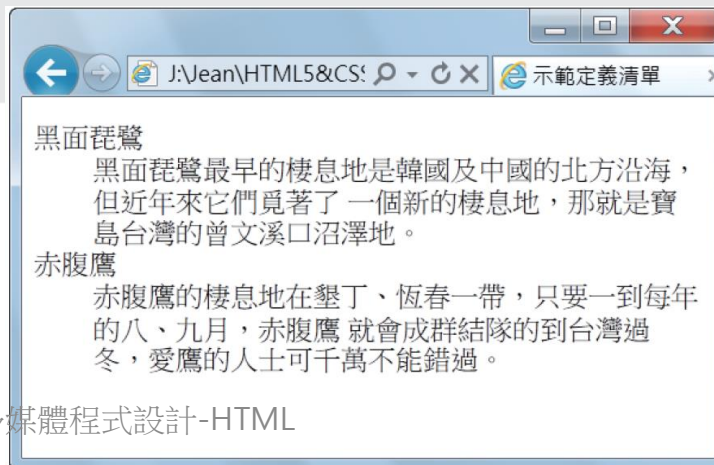 J:\Jean\HTML5&CSS
示範定義清單
黑面琵鷺
黑面琵鷺最早的棲息地是韓國及中國的北方沿海，
但近年來它們覓著了 一個新的棲息地，那就是寶
島台灣的曾文溪口沼澤地。
赤腹鷹
赤腹鷹的棲息地在墾丁、恆春一帶，只要一到每年
的八、九月，赤腹鷹 就會成群結隊的到台灣過
冬，愛鷹的人士可千萬不能錯過。
媒體程式設計-HTML